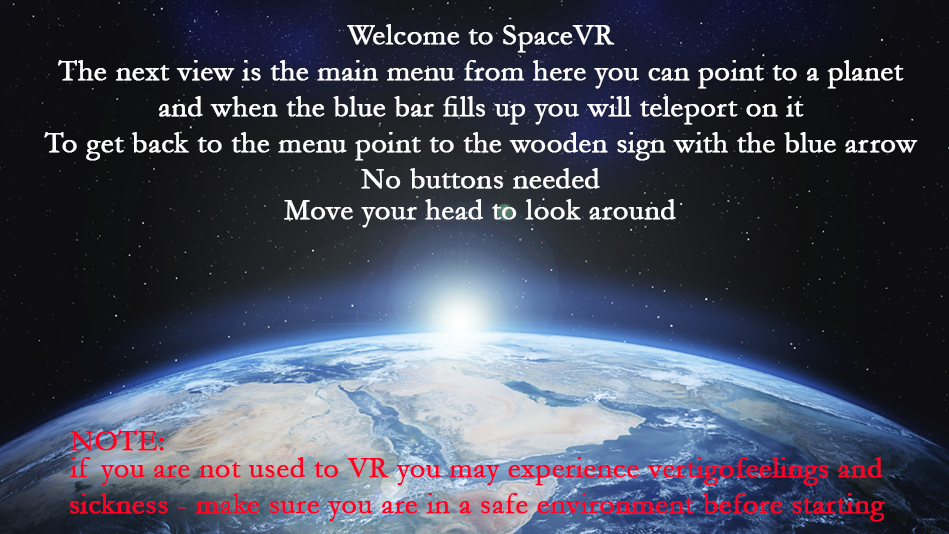 Welcome to SpaceVR
The next view is the main menu from here you can point to a planet
and when the blue bar fills up you will teleport on it
To get back to the menu point to the wooden sign with the blue arrow
No buttons needed
Move your head to look around
NOTE:
if you are not used to VR you may experience vertigofeelings and
sickness - make sure you are in a safe environment before starting